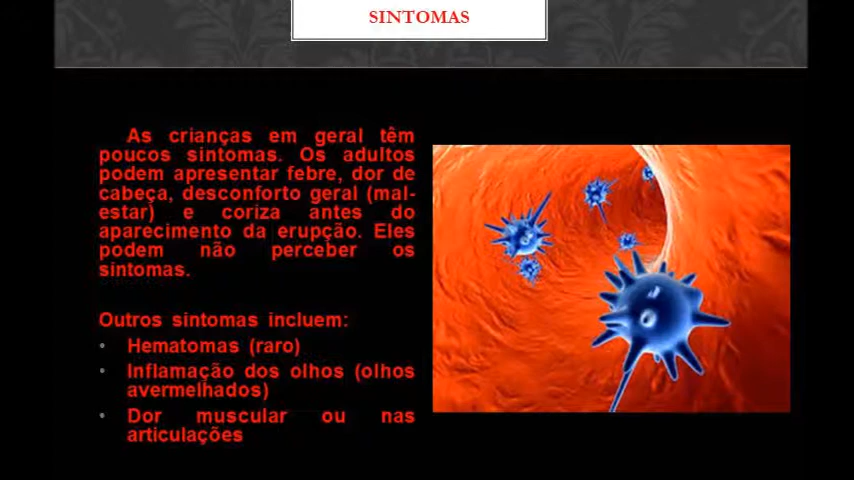 SINTOMAS
As crianças em geral têm
poucos sintomas. Os adultos
podem apresentar febre, dor de
cabeça, desconforto geral (mal-
estar) e coriza antes do
aparecimento da erupção. Eles
podem não perceber os
sintomas.
Outros sintomas incluem:
• Hematomas (raro)
• Inflamação dos olhos (olhos
avermelhados)
• Dor muscular ou nas
articulações